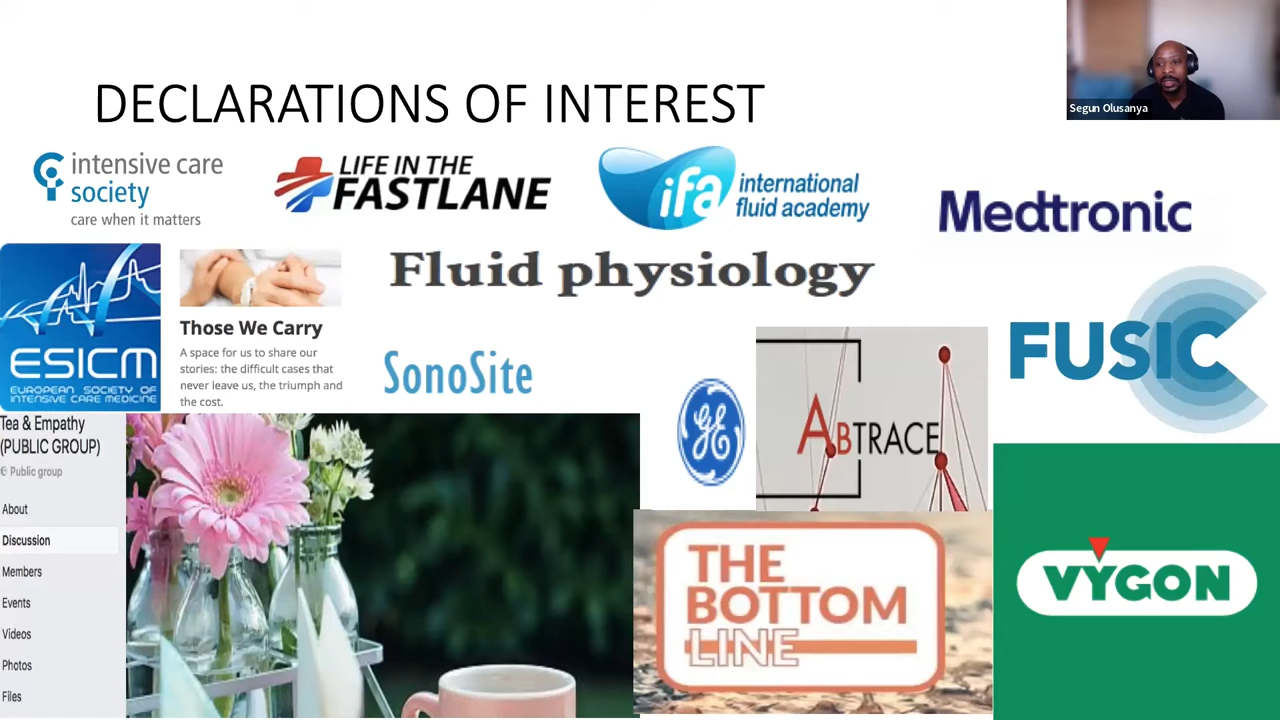 DECLARATIONS OF INTEREST
Segun Olusanya
intensive care
society
care when it matters
LIFE IN THE
FASTLANE
ifa
international
fluid academy
Medtronic
ESICM
EUROPEAN SOCIETY OF
INTENSIVE CARE MEDICINE
Those We Carry
A space for us to share our
stories: the difficult cases that
never leave us, the triumph and
the cost.
Fluid physiology
SonoSite
GE
ABTRACE
FUSIC
Tea & Empathy
(PUBLIC GROUP)
Public group
About
Discussion
Members
Events
Videos
Photos
Files
THE
BOTTOM
LINE
VYGON